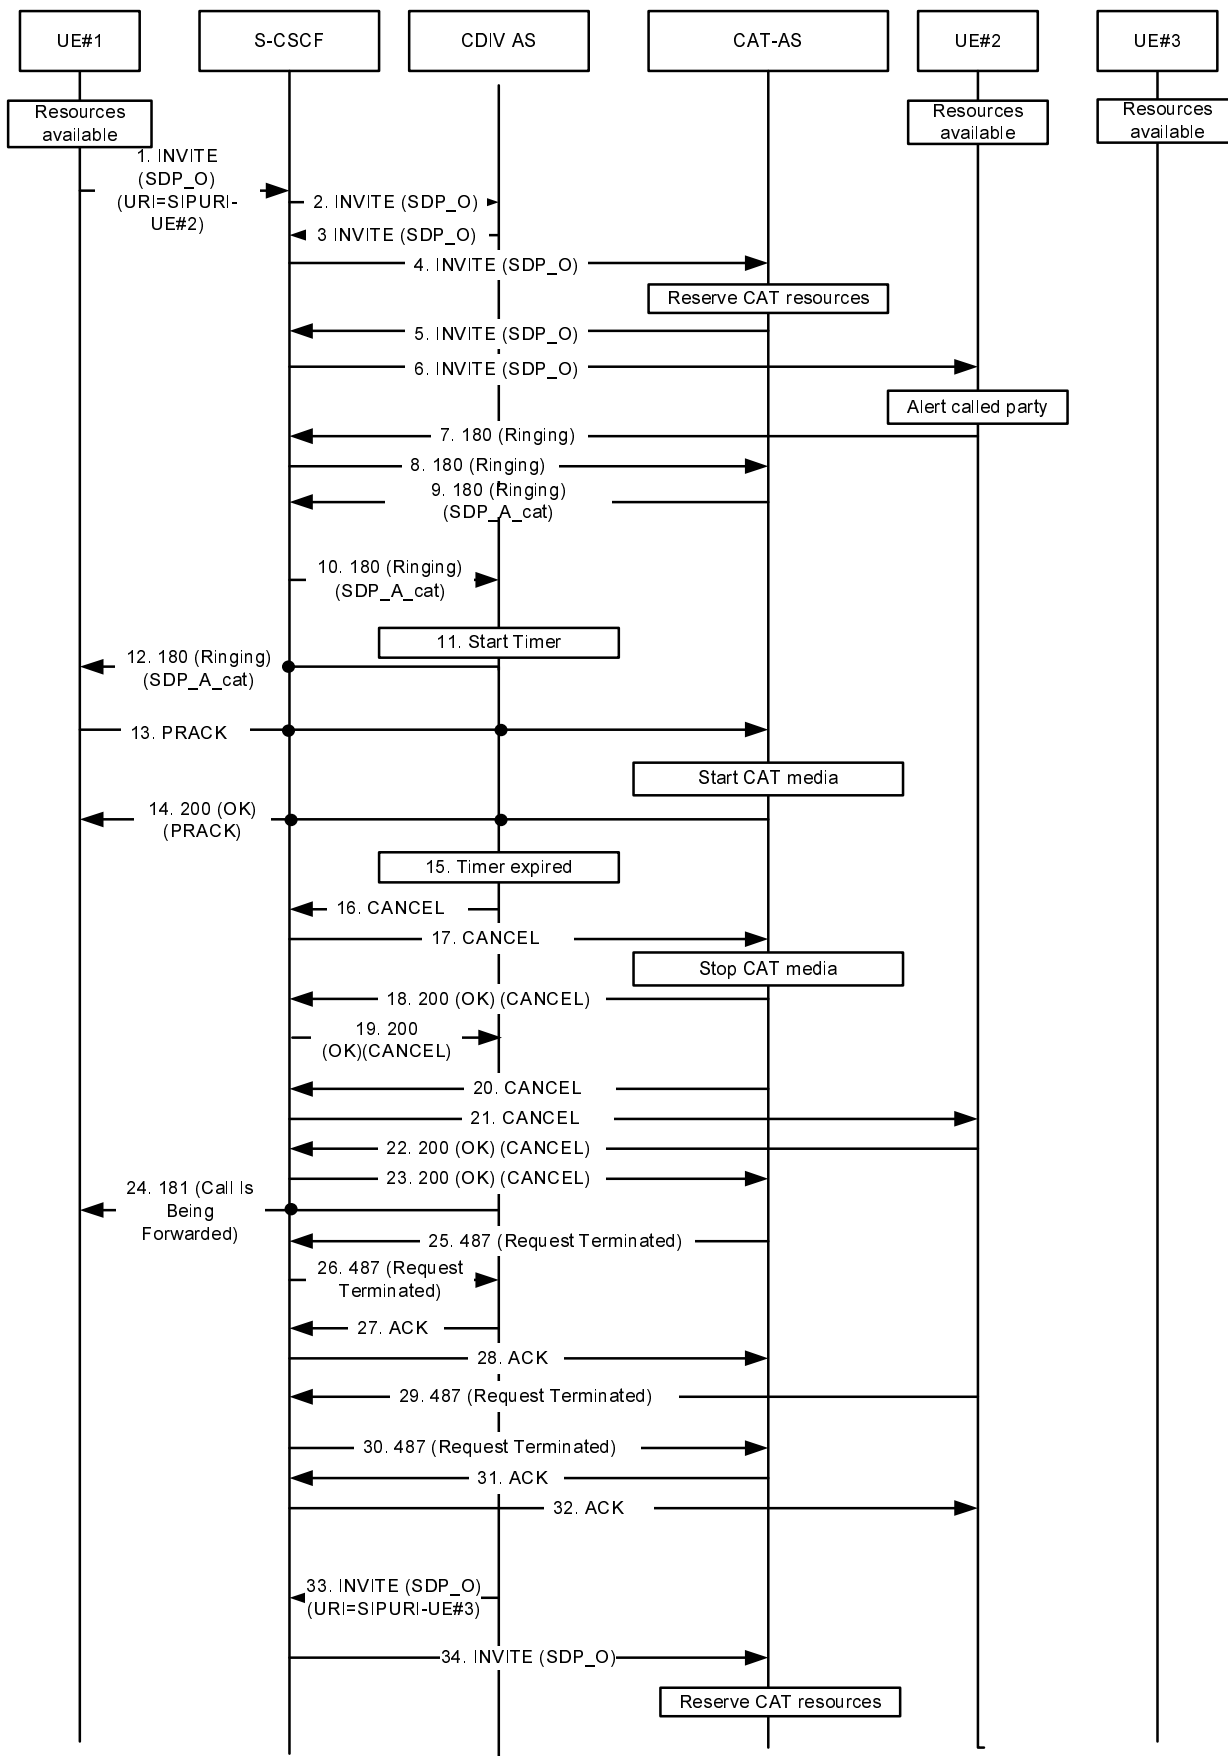 UE#1
S-CSCF
CDIV AS
CAT-AS
UE#2
UE#3
Resources
available
Resources
available
Resources
available
1. INVITE
(SDP_O)
(URI=SIPURI-
UE#2)
2. INVITE (SDP_O)
3 INVITE (SDP_O)
4. INVITE (SDP_O)
Reserve CAT resources
5. INVITE (SDP_O)
6. INVITE (SDP_O)
Alert called party
7. 180 (Ringing)
8. 180 (Ringing)
9. 180 (Ringing)
(SDP_A_cat)
10. 180 (Ringing)
(SDP_A_cat)
11. Start Timer
12. 180 (Ringing)
(SDP_A_cat)
13. PRACK
Start CAT media
14. 200 (OK)
(PRACK)
15. Timer expired
16. CANCEL
17. CANCEL
Stop CAT media
18. 200 (OK) (CANCEL)
19. 200
(OK)(CANCEL)
20. CANCEL
21. CANCEL
22. 200 (OK) (CANCEL)
23. 200 (OK) (CANCEL)
24. 181 (Call Is
Being
Forwarded)
25. 487 (Request Terminated)
26. 487 (Request
Terminated)
27. ACK
28. ACK
29. 487 (Request Terminated)
30. 487 (Request Terminated)
31. ACK
32. ACK
33. INVITE (SDP_O)
(URI=SIPURI-UE#3)
34. INVITE (SDP_O)
Reserve CAT resources